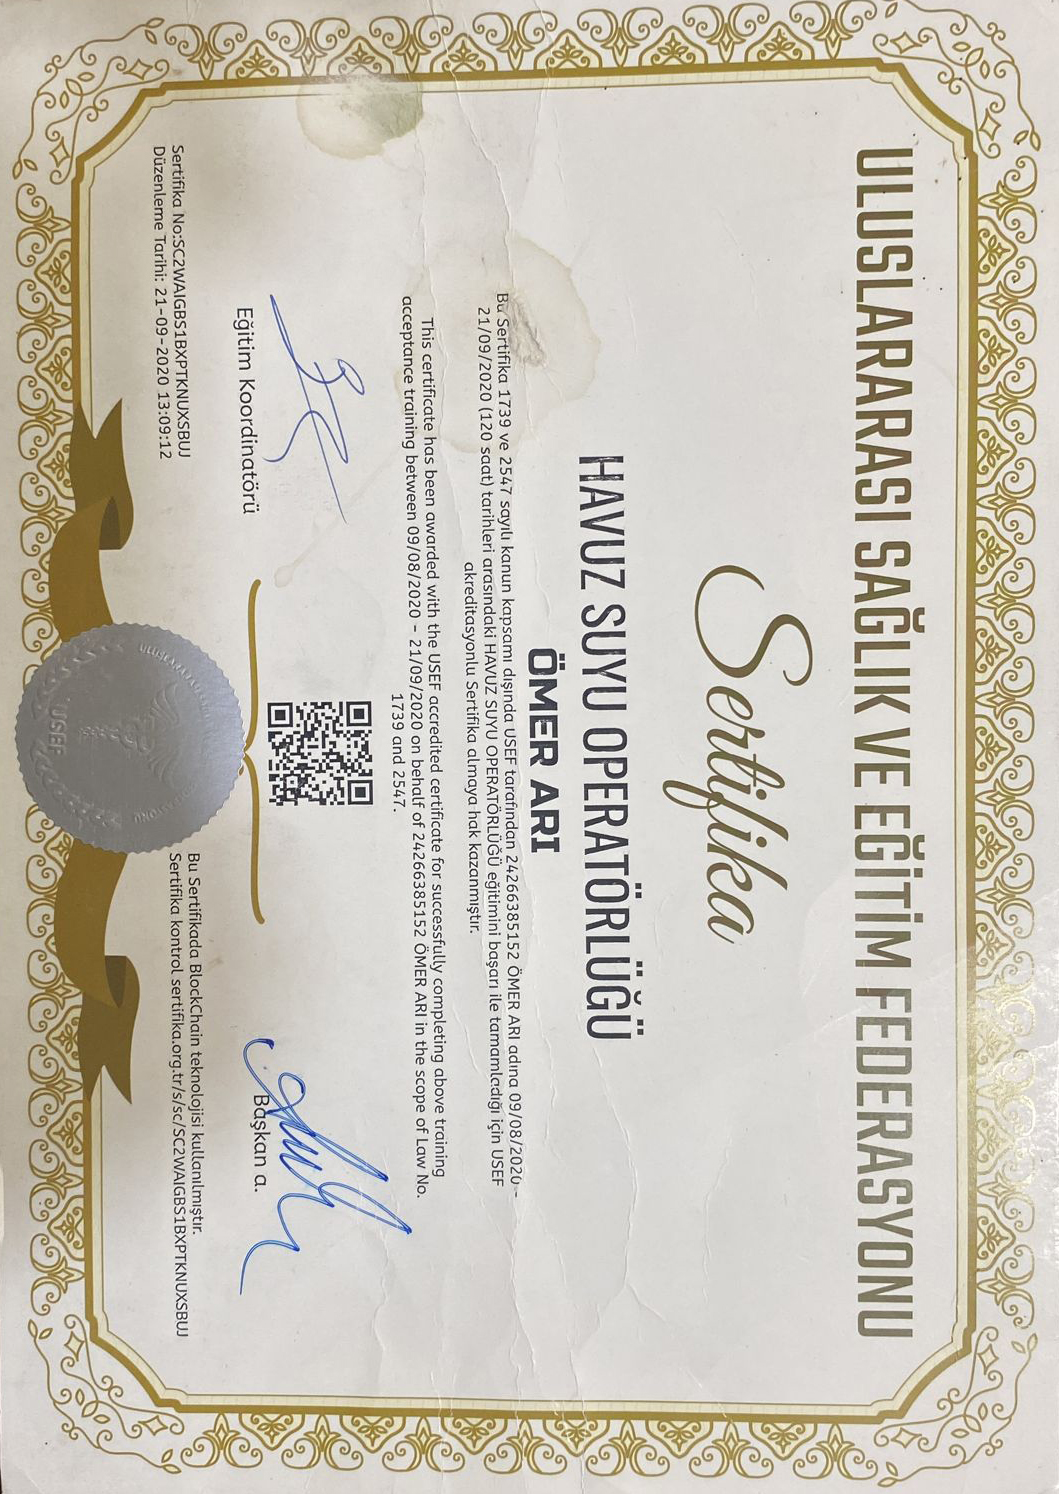 ULUSLARARASI SAĞLIK VE EĞİTİM FEDERASYONU
Sertifika
HAVUZ SUYU OPERATÖRLÜĞÜ
ÖMER ARI
Bu Sertifika 1739 ve 2547 sayılı kanun kapsamı dışında USEF tarafından 24266385152 ÖMER ARI adına 09/08/2020 -
21/09/2020 (120 saat) tarihleri arasındaki HAVUZ SUYU OPERATÖRLÜĞÜ eğitimini başarı ile tamamladığı için USEF
akreditasyonlu Sertifika almaya hak kazanmıştır.
This certificate has been awarded with the USEF accredited certificate for successfully completing above training
acceptance training between 09/08/2020 - 21/09/2020 on behalf of 24266385152 ÖMER ARI in the scope of Law No.
1739 and 2547.
Eğitim Koordinatörü
Başkan a.
Sertifika No:SC2WAIGBS1BXPTKNUXSBUJ
Düzenleme Tarihi: 21-09-2020 13:09:12
USEF
Bu Sertifikada BlockChain teknolojisi kullanılmıştır.
Sertifika kontrol sertifika.org.tr/s/sc/SC2WAIGBS1BXPTKNUXSBUJ